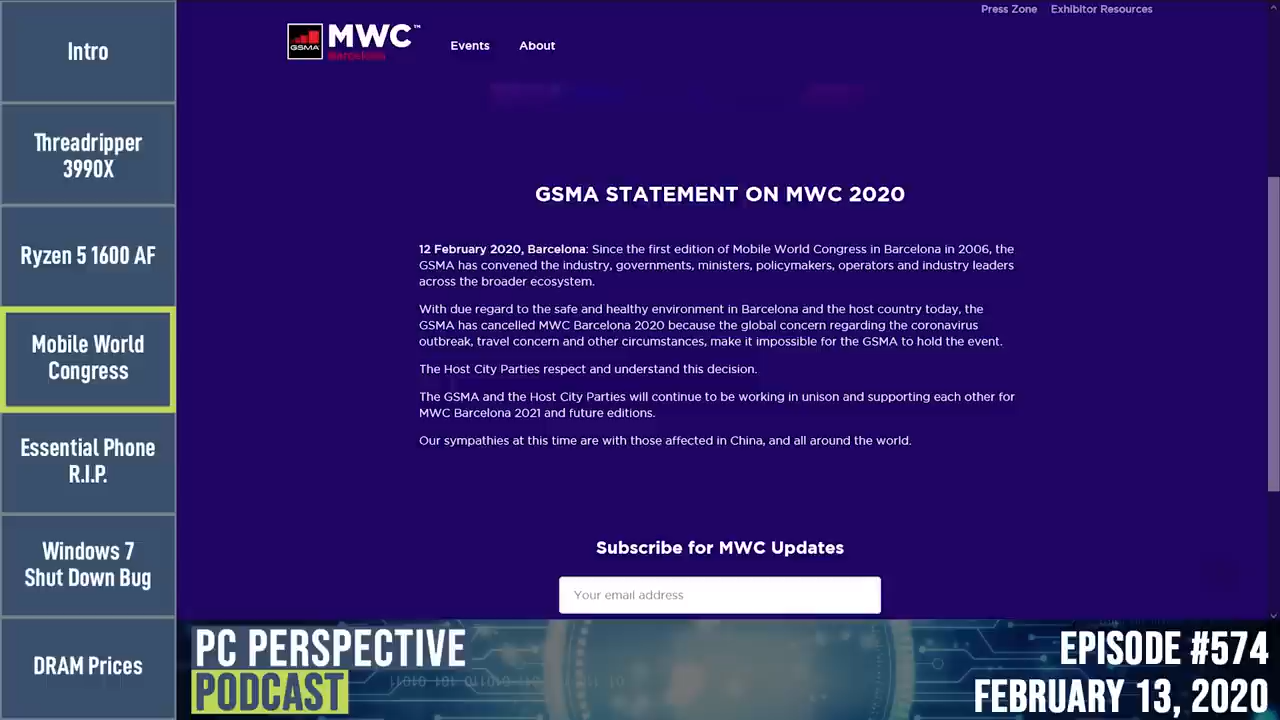 Intro
Threadripper
3990X
Ryzen 5 1600 AF
Mobile World
Congress
Essential Phone
R.I.P.
Windows 7
Shut Down Bug
DRAM Prices
Press Zone Exhibitor Resources
GSMA
MWC™
Barcelona
Events About
GSMA STATEMENT ON MWC 2020
12 February 2020, Barcelona: Since the first edition of Mobile World Congress in Barcelona in 2006, the
GSMA has convened the industry, governments, ministers, policymakers, operators and industry leaders
across the broader ecosystem.
With due regard to the safe and healthy environment in Barcelona and the host country today, the
GSMA has cancelled MWC Barcelona 2020 because the global concern regarding the coronavirus
outbreak, travel concern and other circumstances, make it impossible for the GSMA to hold the event.
The Host City Parties respect and understand this decision.
The GSMA and the Host City Parties will continue to be working in unison and supporting each other for
MWC Barcelona 2021 and future editions.
Our sympathies at this time are with those affected in China, and all around the world.
Subscribe for MWC Updates
Your email address
PC PERSPECTIVE
PODCAST
EPISODE #574
FEBRUARY 13, 2020